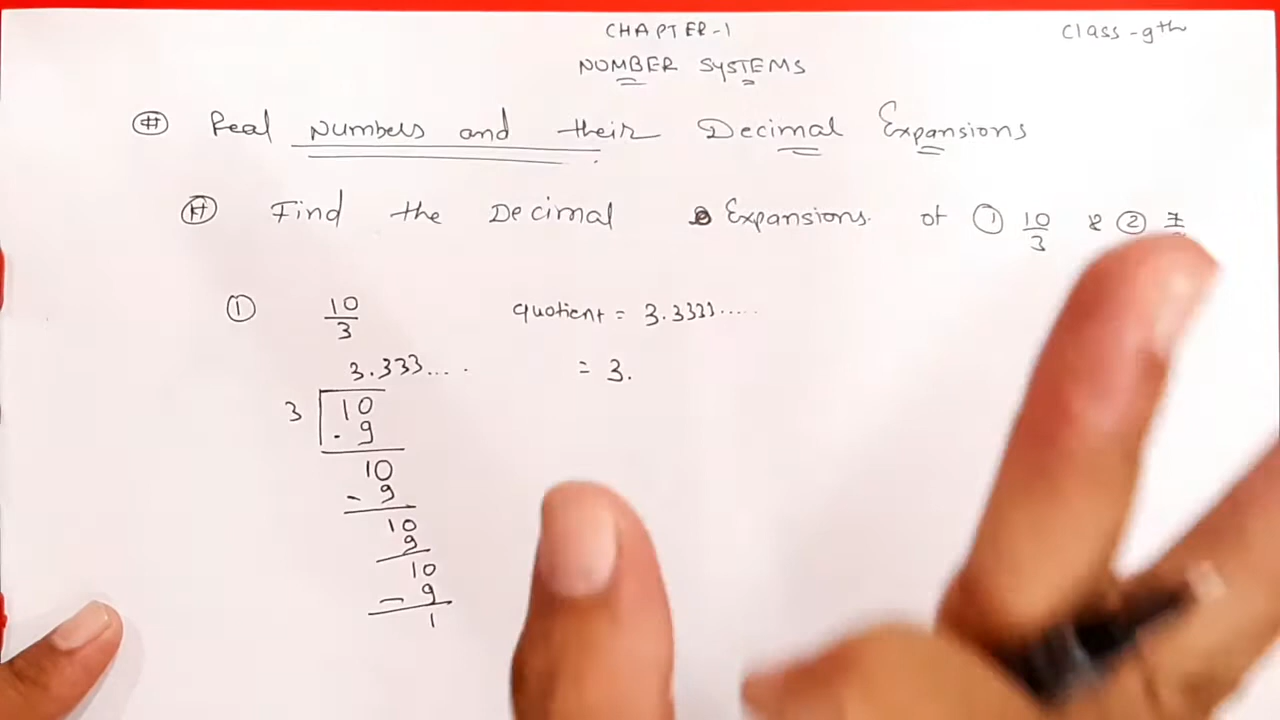 CHAPTER-1
Class-9th
NUMBER SYSTEMS
# Real Numbers and their Decimal Expansions
# Find the Decimal Expansions. of ① 10/3 & ② 7
① 10/3
quotient = 3.3333.....
3.333....
= 3.
3 10
- 9
10
- 9
10
9
10
- 9
1